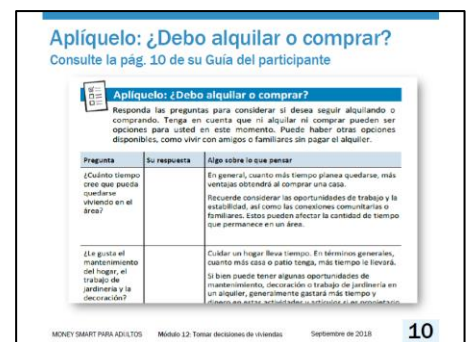 Aplíquelo: ¿Debo alquilar o comprar?
Consulte la pág. 10 de su Guía del participante
Aplíquelo: ¿Debo alquilar o comprar?
Responda las preguntas para considerar si desea seguir alquilando o
comprando. Tenga en cuenta que ni alquilar ni comprar pueden ser
opciones para usted en este momento. Puede haber otras opciones
disponibles, como vivir con amigos o familiares sin pagar el alquiler.
Pregunta Su respuesta Algo sobre lo que pensar
¿Cuánto tiempo
cree que pueda
quedarse
viviendo en el
área?
En general, cuanto más tiempo planea quedarse, más
ventajas obtendrá al comprar una casa.
Recuerde considerar las oportunidades de trabajo y la
estabilidad, así como las conexiones comunitarias o
familiares. Estos pueden afectar la cantidad de tiempo
que permanece en un área.
¿Le gusta el
mantenimiento
del hogar, el
trabajo de
jardinería y la
decoración?
Cuidar un hogar lleva tiempo. En términos generales,
cuanto más casa o patio tenga, más tiempo le llevará.
Si bien puede tener algunas oportunidades de
mantenimiento, decoración o trabajo de jardinería en
un alquiler, generalmente gastará más tiempo y
dinero en estas actividades y artículos si es propietario
MONEY SMART PARA ADULTOS Módulo 12: Tomar decisiones de viviendas Septiembre de 2018 10